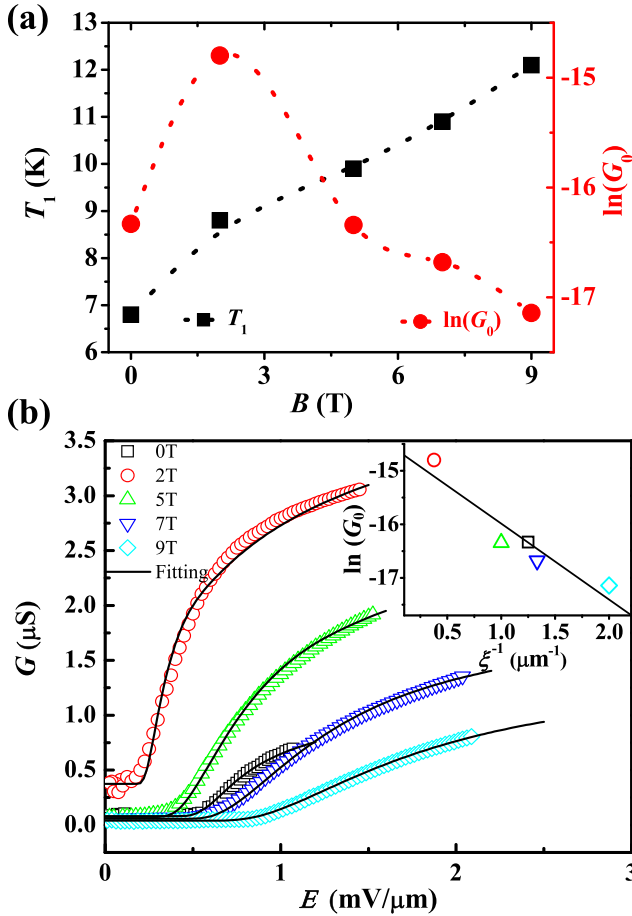 (a)
13
12
11
10
9
8
7
6
T₁ (K)
-15
-16
-17
ln(G₀)
T₁
ln(G₀)
0
3
6
9
B (T)
(b)
3.5
3.0
2.5
2.0
1.5
1.0
0.5
0.0
G (μS)
0T
2T
5T
7T
9T
Fitting
-15
-16
-17
ln (G₀)
0.5
1.0
1.5
2.0
ξ⁻¹ (μm⁻¹)
0
1
2
3
E (mV/μm)